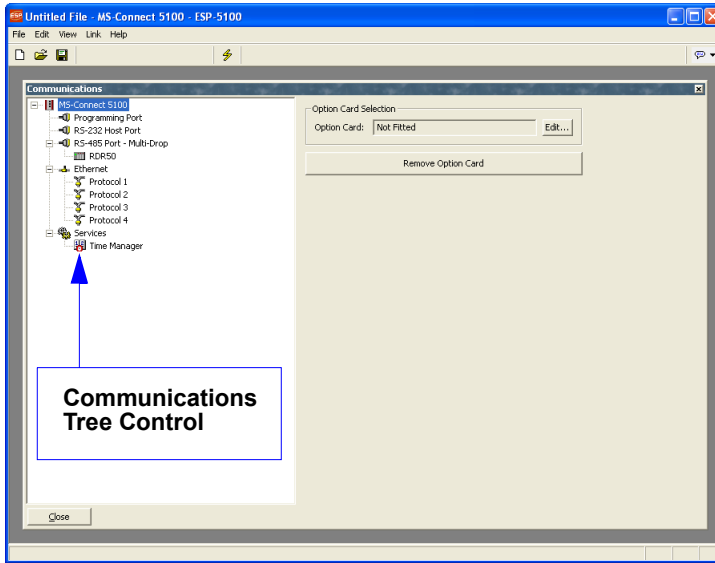 ESP Untitled File - MS-Connect 5100 - ESP-5100
File Edit View Link Help
Communications
MS-Connect 5100
Programming Port
RS-232 Host Port
RS-485 Port - Multi-Drop
RDR50
Ethernet
Protocol 1
Protocol 2
Protocol 3
Protocol 4
Services
Time Manager
Option Card Selection
Option Card: Not Fitted Edit...
Remove Option Card
Communications
Tree Control
Close